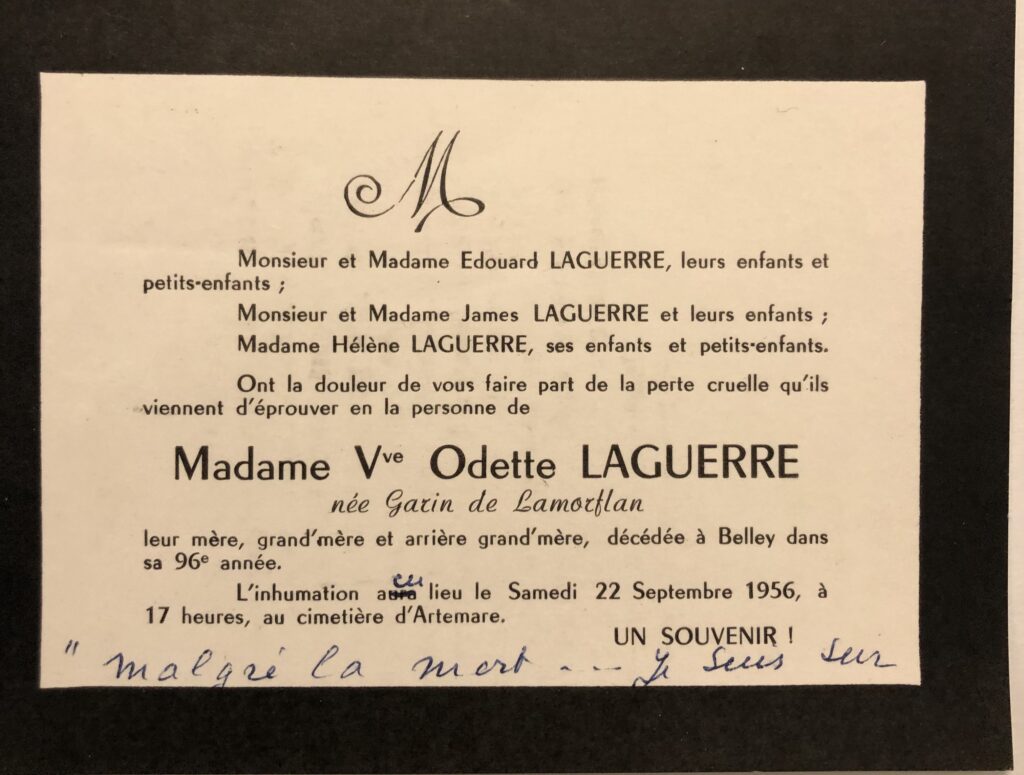 M
Monsieur et Madame Edouard LAGUERRE, leurs enfants et
petits-enfants ;
Monsieur et Madame James LAGUERRE et leurs enfants ;
Madame Hélène LAGUERRE, ses enfants et petits-enfants.
Ont la douleur de vous faire part de la perte cruelle qu'ils
viennent d'éprouver en la personne de
Madame Vve Odette LAGUERRE
née Garin de Lamorflan
leur mère, grand'mère et arrière grand'mère, décédée à Belley dans
sa 96e année.
L'inhumation a eu lieu le Samedi 22 Septembre 1956, à
17 heures, au cimetière d'Artemare.
UN SOUVENIR !
" malgré la mort --- Je suis sur